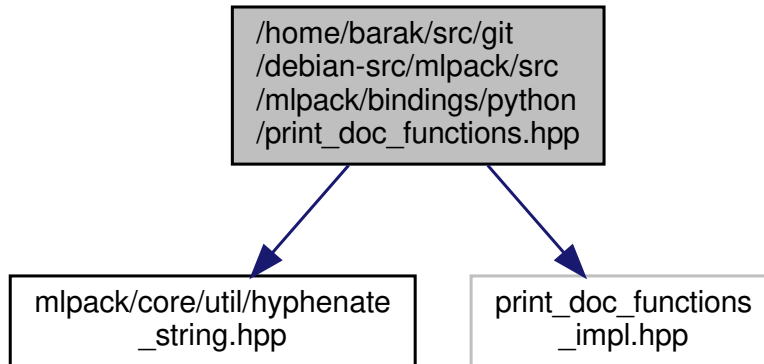 /home/barak/src/git
/debian-src/mlpack/src
/mlpack/bindings/python
/print_doc_functions.hpp
mlpack/core/util/hyphenate
_string.hpp
print_doc_functions
_impl.hpp